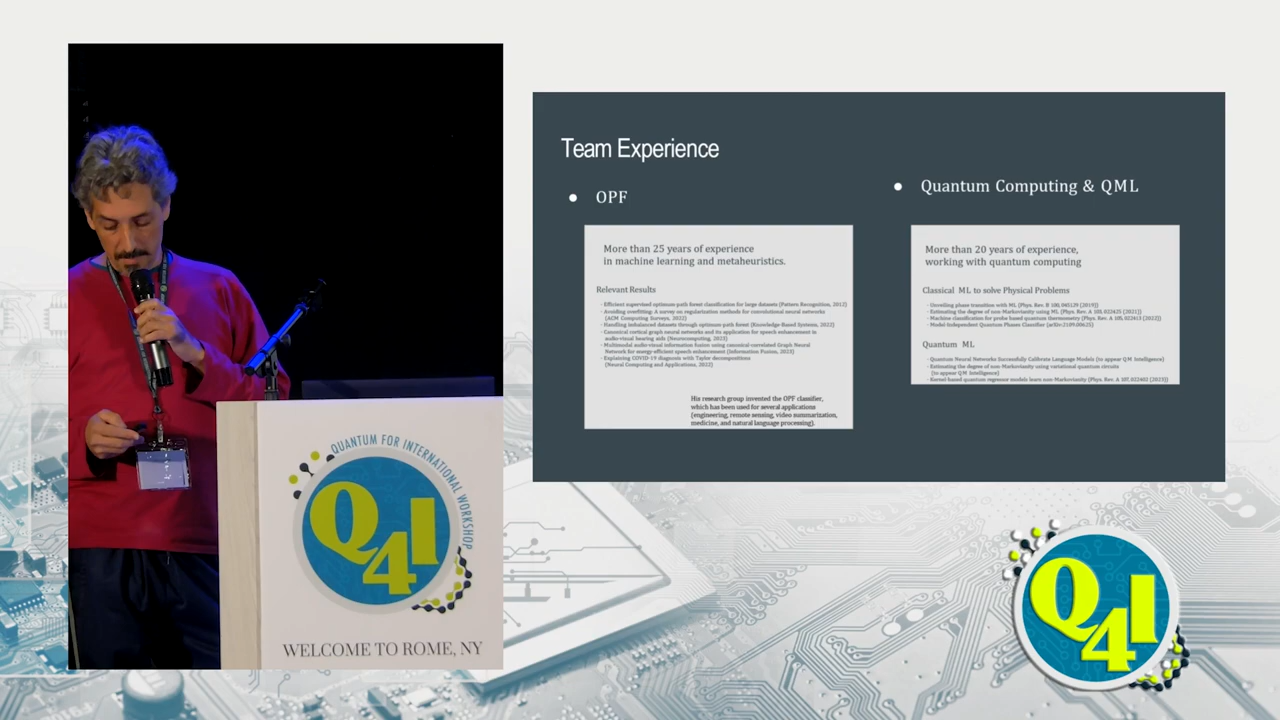 Team Experience
OPF
More than 25 years of experience
in machine learning and metaheuristics.
Relevant Results
- Efficient supervised optimum-path forest classification for large datasets (Pattern Recognition, 2012)
- Avoiding overfitting: A survey on regularization methods for convolutional neural networks
(ACM Computing Surveys, 2022)
- Handling imbalanced datasets through optimum-path forest (Knowledge-Based Systems, 2022)
- Canonical cortical graph neural networks and its application for speech enhancement in
audio-visual hearing aids (Neurocomputing, 2023)
- Multimodal audio-visual information fusion using canonical-correlated Graph Neural
Network for energy-efficient speech enhancement (Information Fusion, 2023)
- Explaining COVID-19 diagnosis with Taylor decompositions
(Neural Computing and Applications, 2022)
His research group invented the OPF classifier,
which has been used for several applications
(engineering, remote sensing, video summarization,
medicine, and natural language processing).
Quantum Computing & QML
More than 20 years of experience,
working with quantum computing
Classical ML to solve Physical Problems
- Unveiling phase transition with ML (Phys. Rev. B 100, 045129 (2019))
- Estimating the degree of non-Markovianity using ML (Phys. Rev. A 103, 022425 (2021))
- Machine classification for probe based quantum thermometry (Phys. Rev. A 105, 022413 (2022))
- Model-Independent Quantum Phases Classifier (arXiv:2109.00625)
Quantum ML
- Quantum Neural Networks Successfully Calibrate Language Models (to appear QM Intelligence)
- Estimating the degree of non-Markovianity using variational quantum circuits
(to appear QM Intelligence)
- Kernel based quantum regressor models learn non-Markovianity (Phys. Rev. A 107, 022402 (2023))
QUANTUM FOR INTERNATIONAL WORKSHOP
Q4I
WELCOME TO ROME, NY
Q4I